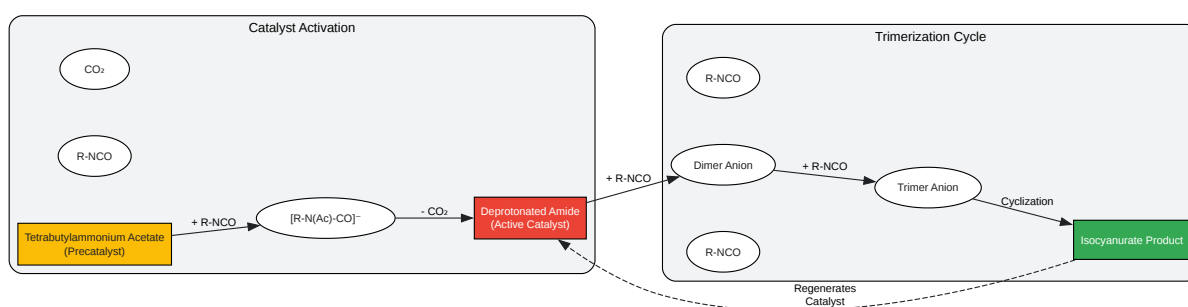 Catalyst Activation
CO₂
R-NCO
Tetrabutylammonium Acetate
(Precatalyst)
+ R-NCO
[R-N(Ac)-CO]⁻
- CO₂
Deprotonated Amide
(Active Catalyst)
+ R-NCO
Trimerization Cycle
R-NCO
Dimer Anion
+ R-NCO
Trimer Anion
Cyclization
Isocyanurate Product
R-NCO
Regenerates
Catalyst